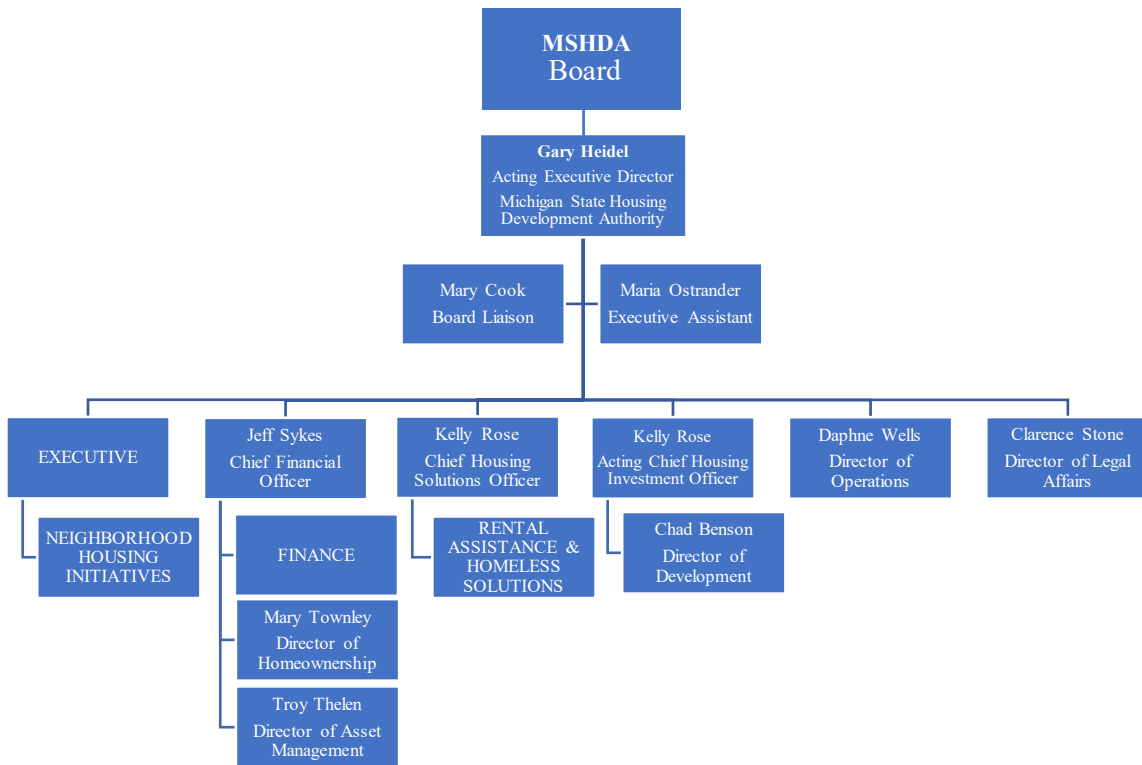 MSHDA
Board
Gary Heidel
Acting Executive Director
Michigan State Housing
Development Authority
Mary Cook
Board Liaison
Maria Ostrander
Executive Assistant
EXECUTIVE
NEIGHBORHOOD
HOUSING
INITIATIVES
Jeff Sykes
Chief Financial
Officer
FINANCE
Mary Townley
Director of
Homeownership
Troy Thelen
Director of Asset
Management
Kelly Rose
Chief Housing
Solutions Officer
RENTAL
ASSISTANCE &
HOMELESS
SOLUTIONS
Kelly Rose
Acting Chief Housing
Investment Officer
Chad Benson
Director of
Development
Daphne Wells
Director of
Operations
Clarence Stone
Director of Legal
Affairs